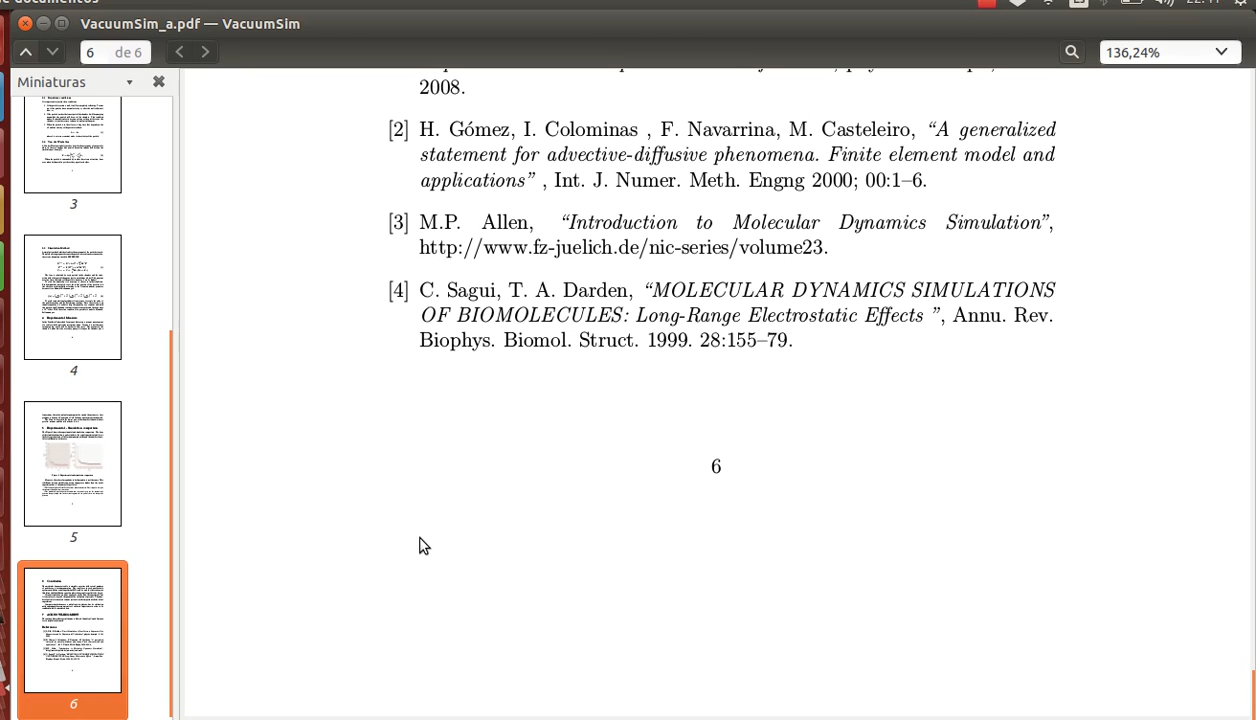 VacuumSim_a.pdf — VacuumSim
6 de 6
136,24%
Miniaturas
3
4
5
6
2008.
[2] H. Gómez, I. Colominas , F. Navarrina, M. Casteleiro, “A generalized
statement for advective-diffusive phenomena. Finite element model and
applications” , Int. J. Numer. Meth. Engng 2000; 00:1–6.
[3] M.P. Allen, “Introduction to Molecular Dynamics Simulation”,
http://www.fz-juelich.de/nic-series/volume23.
[4] C. Sagui, T. A. Darden, “MOLECULAR DYNAMICS SIMULATIONS
OF BIOMOLECULES: Long-Range Electrostatic Effects ”, Annu. Rev.
Biophys. Biomol. Struct. 1999. 28:155–79.
6